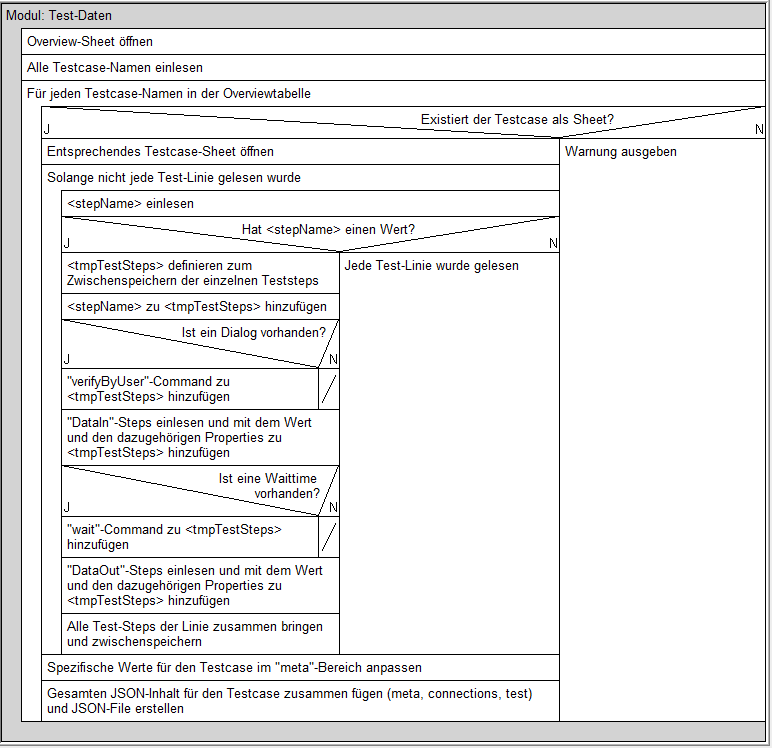 Modul: Test-Daten
Overview-Sheet öffnen
Alle Testcase-Namen einlesen
Für jeden Testcase-Namen in der Overviewtabelle
Existiert der Testcase als Sheet?
J
N
Entsprechendes Testcase-Sheet öffnen
Warnung ausgeben
Solange nicht jede Test-Linie gelesen wurde
<stepName> einlesen
Hat <stepName> einen Wert?
J
N
<tmpTestSteps> definieren zum
Zwischenspeichern der einzelnen Teststeps
Jede Test-Linie wurde gelesen
<stepName> zu <tmpTestSteps> hinzufügen
Ist ein Dialog vorhanden?
J
N
"verifyByUser"-Command zu
<tmpTestSteps> hinzufügen
"DataIn"-Steps einlesen und mit dem Wert
und den dazugehörigen Properties zu
<tmpTestSteps> hinzufügen
Ist eine Waittime
vorhanden?
J
N
"wait"-Command zu <tmpTestSteps>
hinzufügen
"DataOut"-Steps einlesen und mit dem Wert
und den dazugehörigen Properties zu
<tmpTestSteps> hinzufügen
Alle Test-Steps der Linie zusammen bringen
und zwischenspeichern
Spezifische Werte für den Testcase im "meta"-Bereich anpassen
Gesamten JSON-Inhalt für den Testcase zusammen fügen (meta, connections, test)
und JSON-File erstellen